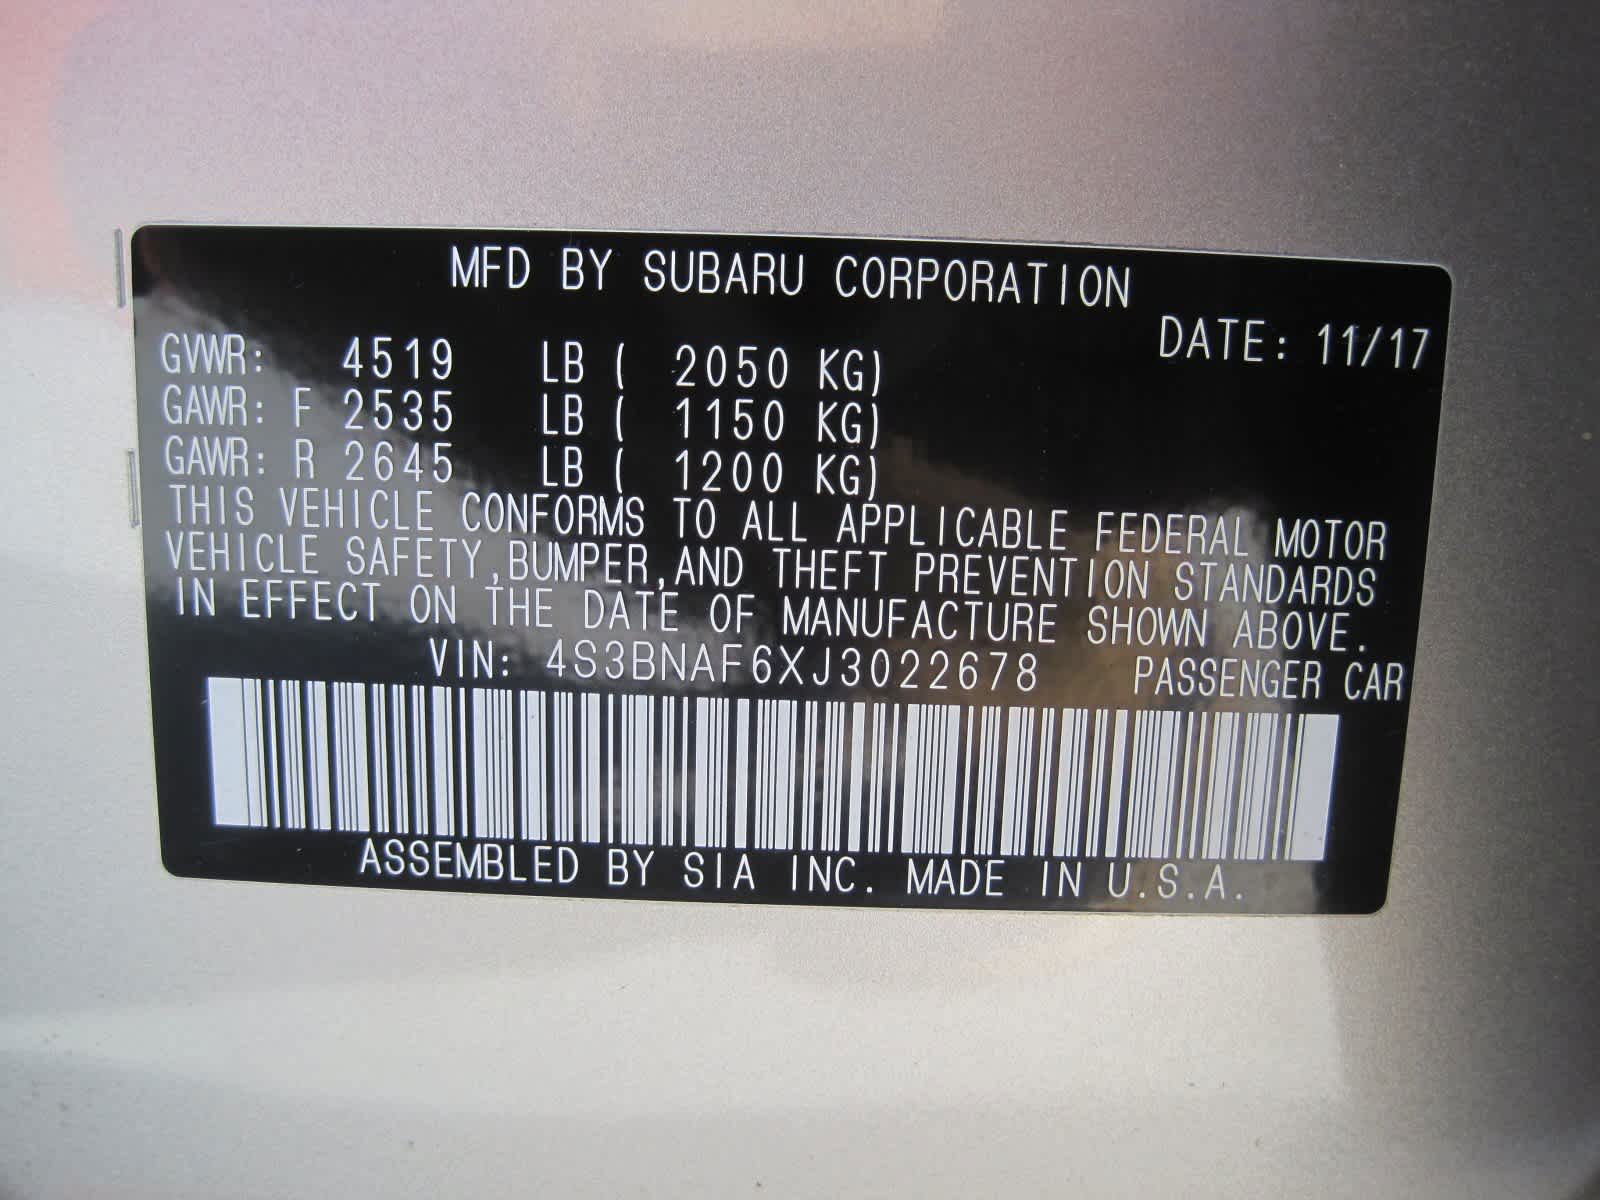 MFD BY SUBARU CORPORATION
DATE: 11/17
GVWR: 4519 LB ( 2050 KG)
GAWR: F 2535 LB ( 1150 KG)
GAWR: R 2645 LB ( 1200 KG)
THIS VEHICLE CONFORMS TO ALL APPLICABLE FEDERAL MOTOR
VEHICLE SAFETY,BUMPER,AND THEFT PREVENTION STANDARDS
IN EFFECT ON THE DATE OF MANUFACTURE SHOWN ABOVE.
VIN: 4S3BNAF6XJ3022678 PASSENGER CAR
ASSEMBLED BY SIA INC. MADE IN U.S.A.